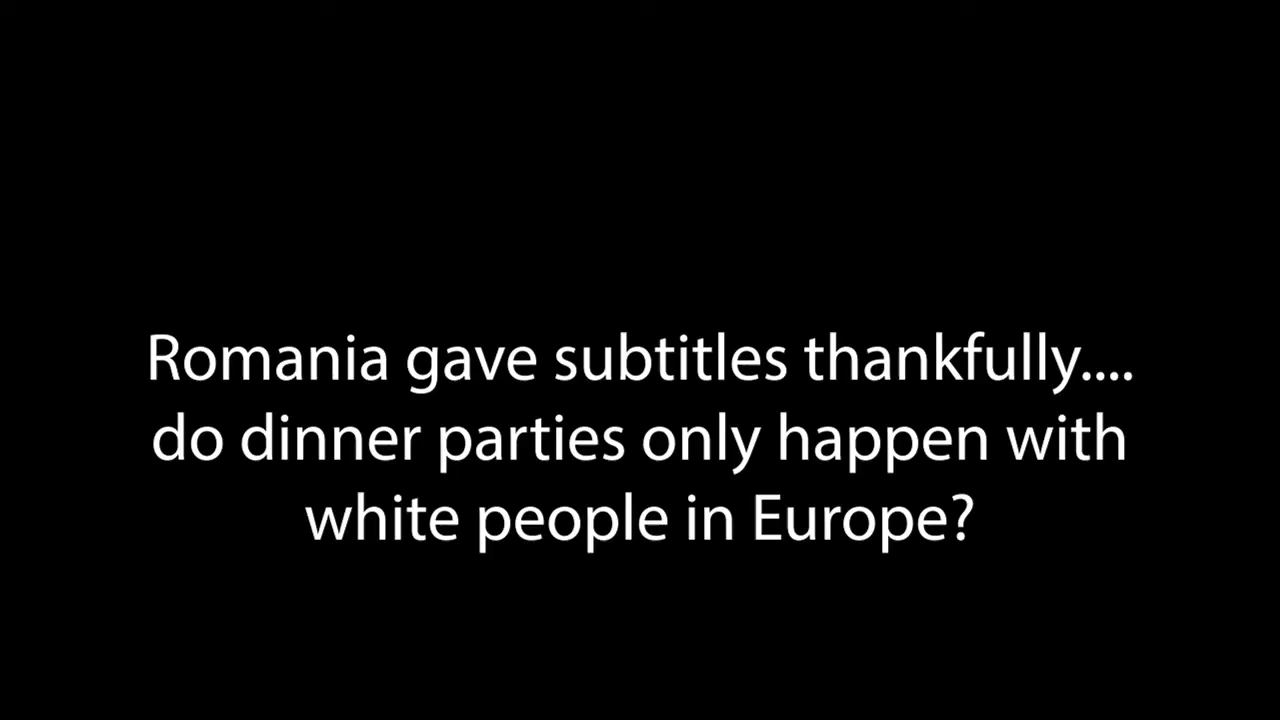 Romania gave subtitles thankfully....
do dinner parties only happen with
white people in Europe?